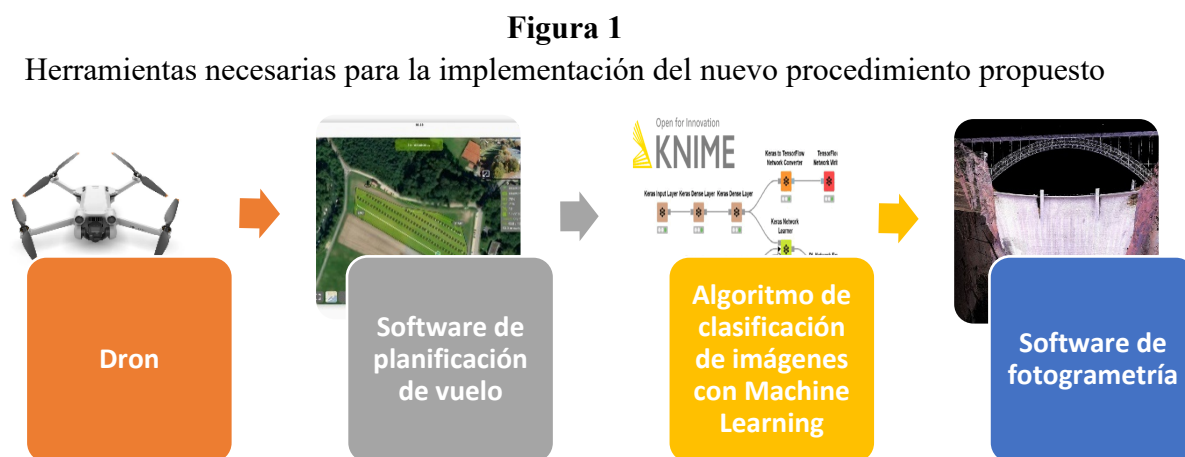 Figura 1
Herramientas necesarias para la implementación del nuevo procedimiento propuesto
Open for Innovation
KNIME
Keras to TensorFlow
Network Converter
Keras Input Layer Keras Dense Layer Keras Dense Layer
Keras Network
Learner
Dron
Software de
planificación
de vuelo
Algoritmo de
clasificación
de imágenes
con Machine
Learning
Software de
fotogrametría